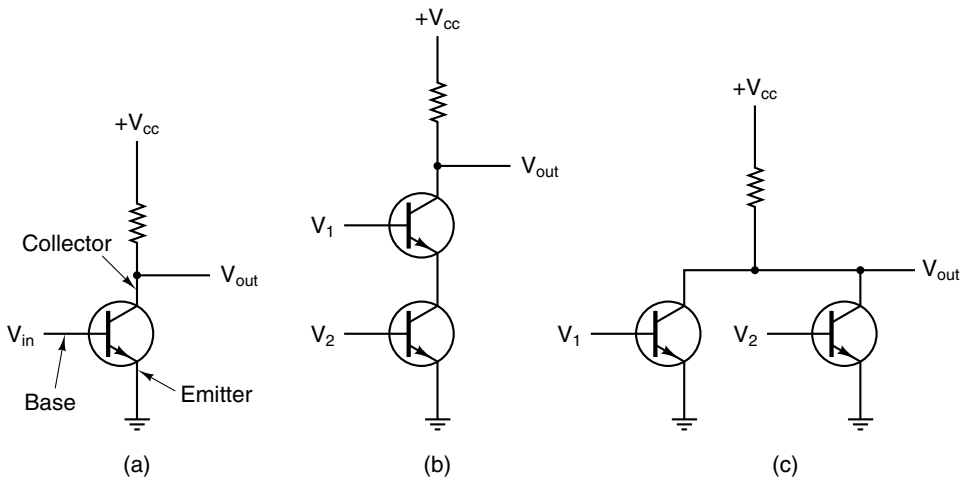 +Vcc
Collector
Vout
Vin
Base
Emitter
(a)
+Vcc
Vout
V1
V2
(b)
+Vcc
Vout
V1
V2
(c)